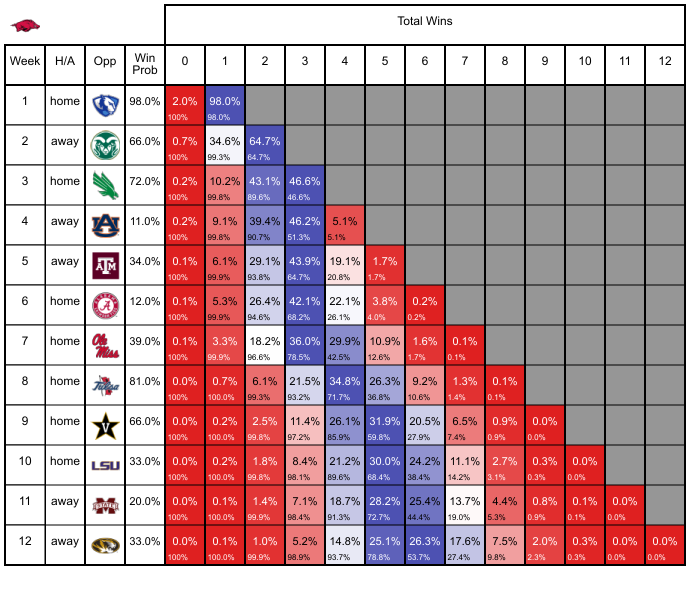 Total Wins
Week H/A Opp Win Prob 0 1 2 3 4 5 6 7 8 9 10 11 12
1 home 98.0% 2.0% 98.0%
100% 98.0%
2 away 66.0% 0.7% 34.6% 64.7%
100% 99.3% 64.7%
3 home 72.0% 0.2% 10.2% 43.1% 46.6%
100% 99.8% 89.6% 46.6%
4 away 11.0% 0.2% 9.1% 39.4% 46.2% 5.1%
100% 99.8% 90.7% 51.3% 5.1%
5 away ATM 34.0% 0.1% 6.1% 29.1% 43.9% 19.1% 1.7%
100% 99.9% 93.8% 64.7% 20.8% 1.7%
6 home 12.0% 0.1% 5.3% 26.4% 42.1% 22.1% 3.8% 0.2%
100% 99.9% 94.6% 68.2% 26.1% 4.0% 0.2%
7 home Ole Miss 39.0% 0.1% 3.3% 18.2% 36.0% 29.9% 10.9% 1.6% 0.1%
100% 99.9% 96.6% 78.5% 42.5% 12.6% 1.7% 0.1%
8 home Tulsa 81.0% 0.0% 0.7% 6.1% 21.5% 34.8% 26.3% 9.2% 1.3% 0.1%
100% 100.0% 99.3% 93.2% 71.7% 36.8% 10.6% 1.4% 0.1%
9 home V 66.0% 0.0% 0.2% 2.5% 11.4% 26.1% 31.9% 20.5% 6.5% 0.9% 0.0%
100% 100.0% 99.8% 97.2% 85.9% 59.8% 27.9% 7.4% 0.9% 0.0%
10 home LSU 33.0% 0.0% 0.2% 1.8% 8.4% 21.2% 30.0% 24.2% 11.1% 2.7% 0.3% 0.0%
100% 100.0% 99.8% 98.1% 89.6% 68.4% 38.4% 14.2% 3.1% 0.3% 0.0%
11 away STATE 20.0% 0.0% 0.1% 1.4% 7.1% 18.7% 28.2% 25.4% 13.7% 4.4% 0.8% 0.1% 0.0%
100% 100.0% 99.9% 98.4% 91.3% 72.7% 44.4% 19.0% 5.3% 0.9% 0.1% 0.0%
12 away 33.0% 0.0% 0.1% 1.0% 5.2% 14.8% 25.1% 26.3% 17.6% 7.5% 2.0% 0.3% 0.0% 0.0%
100% 100.0% 99.9% 98.9% 93.7% 78.8% 53.7% 27.4% 9.8% 2.3% 0.3% 0.0% 0.0%